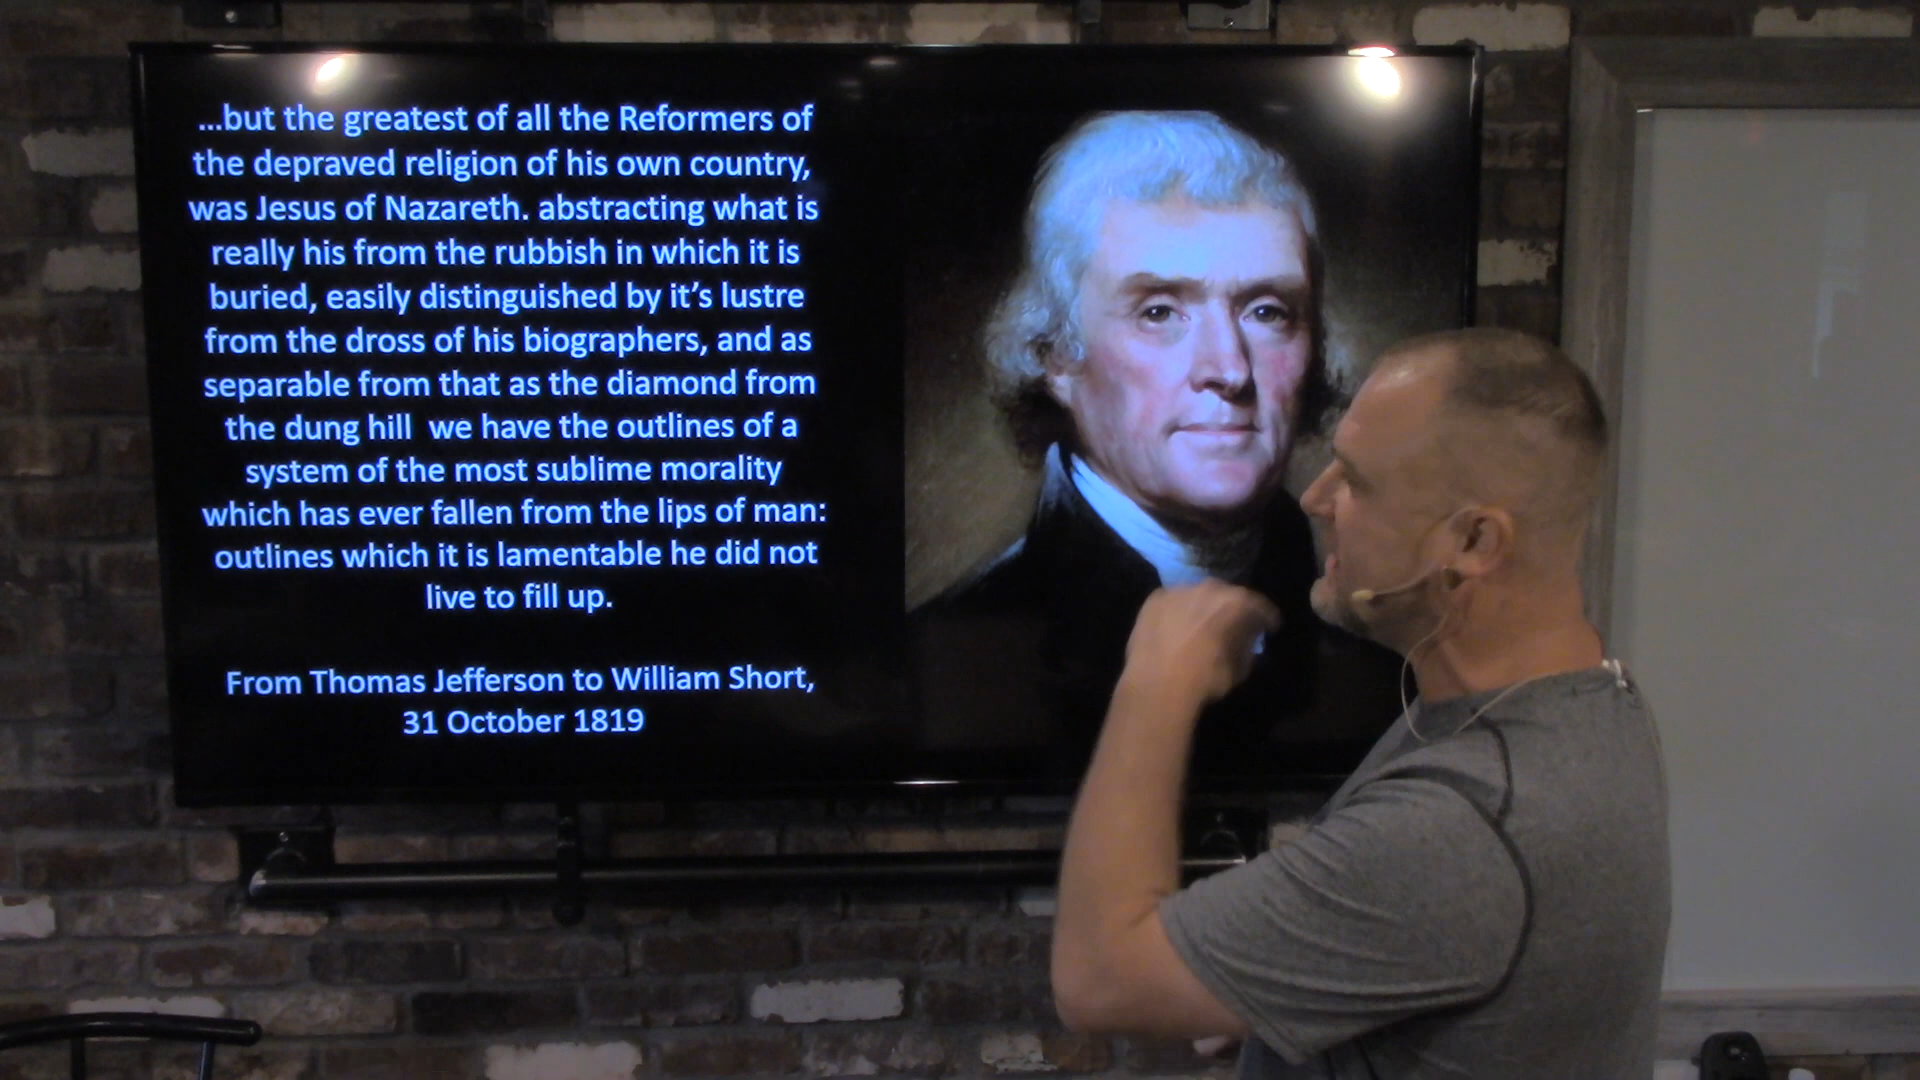 ...but the greatest of all the Reformers of
the depraved religion of his own country,
was Jesus of Nazareth. abstracting what is
really his from the rubbish in which it is
buried, easily distinguished by it's lustre
from the dross of his biographers, and as
separable from that as the diamond from
the dung hill  we have the outlines of a
system of the most sublime morality
which has ever fallen from the lips of man:
outlines which it is lamentable he did not
live to fill up.
From Thomas Jefferson to William Short,
31 October 1819